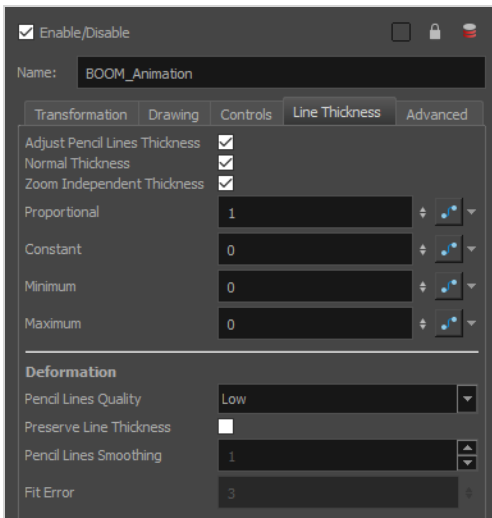 Enable/Disable
Name: BOOM_Animation
Transformation Drawing Controls Line Thickness Advanced
Adjust Pencil Lines Thickness
Normal Thickness
Zoom Independent Thickness
Proportional 1
Constant 0
Minimum 0
Maximum 0
Deformation
Pencil Lines Quality Low
Preserve Line Thickness
Pencil Lines Smoothing 1
Fit Error 3